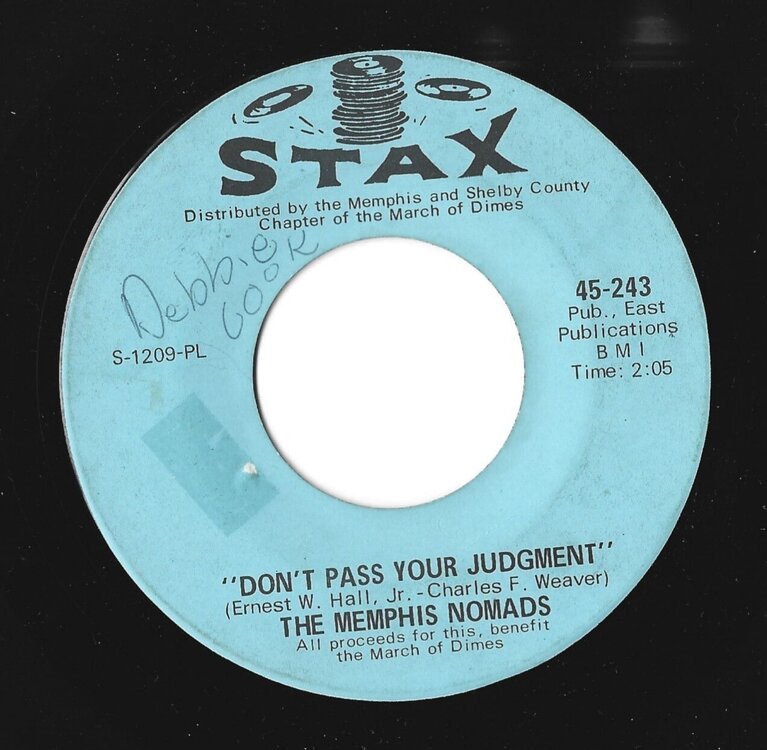 STAX
Distributed by the Memphis and Shelby County
Chapter of the March of Dimes
Debbie
COOK
S-1209-PL
45-243
Pub., East
Publications
BMI
Time: 2:05
"DON'T PASS YOUR JUDGMENT"
(Ernest W. Hall, Jr. -Charles F. Weaver)
THE MEMPHIS NOMADS
All proceeds for this, benefit
the March of Dimes